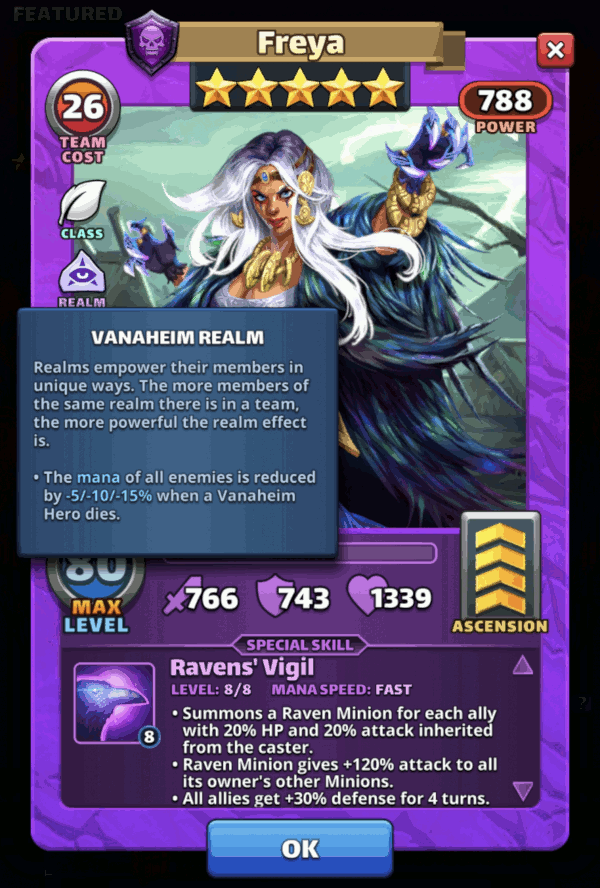 FEATURED
Freya
26
TEAM
COST
788
POWER
CLASS
REALM
VANAHEIM REALM
Realms empower their members in
unique ways. The more members of
the same realm there is in a team,
the more powerful the realm effect
is.
• The mana of all enemies is reduced
by -5/-10/-15% when a Vanaheim
Hero dies.
80
MAX
LEVEL
766
743
1339
ASCENSION
SPECIAL SKILL
Ravens' Vigil
LEVEL: 8/8 MANA SPEED: FAST
8
• Summons a Raven Minion for each ally
with 20% HP and 20% attack inherited
from the caster.
• Raven Minion gives +120% attack to all
its owner's other Minions.
• All allies get +30% defense for 4 turns.
OK